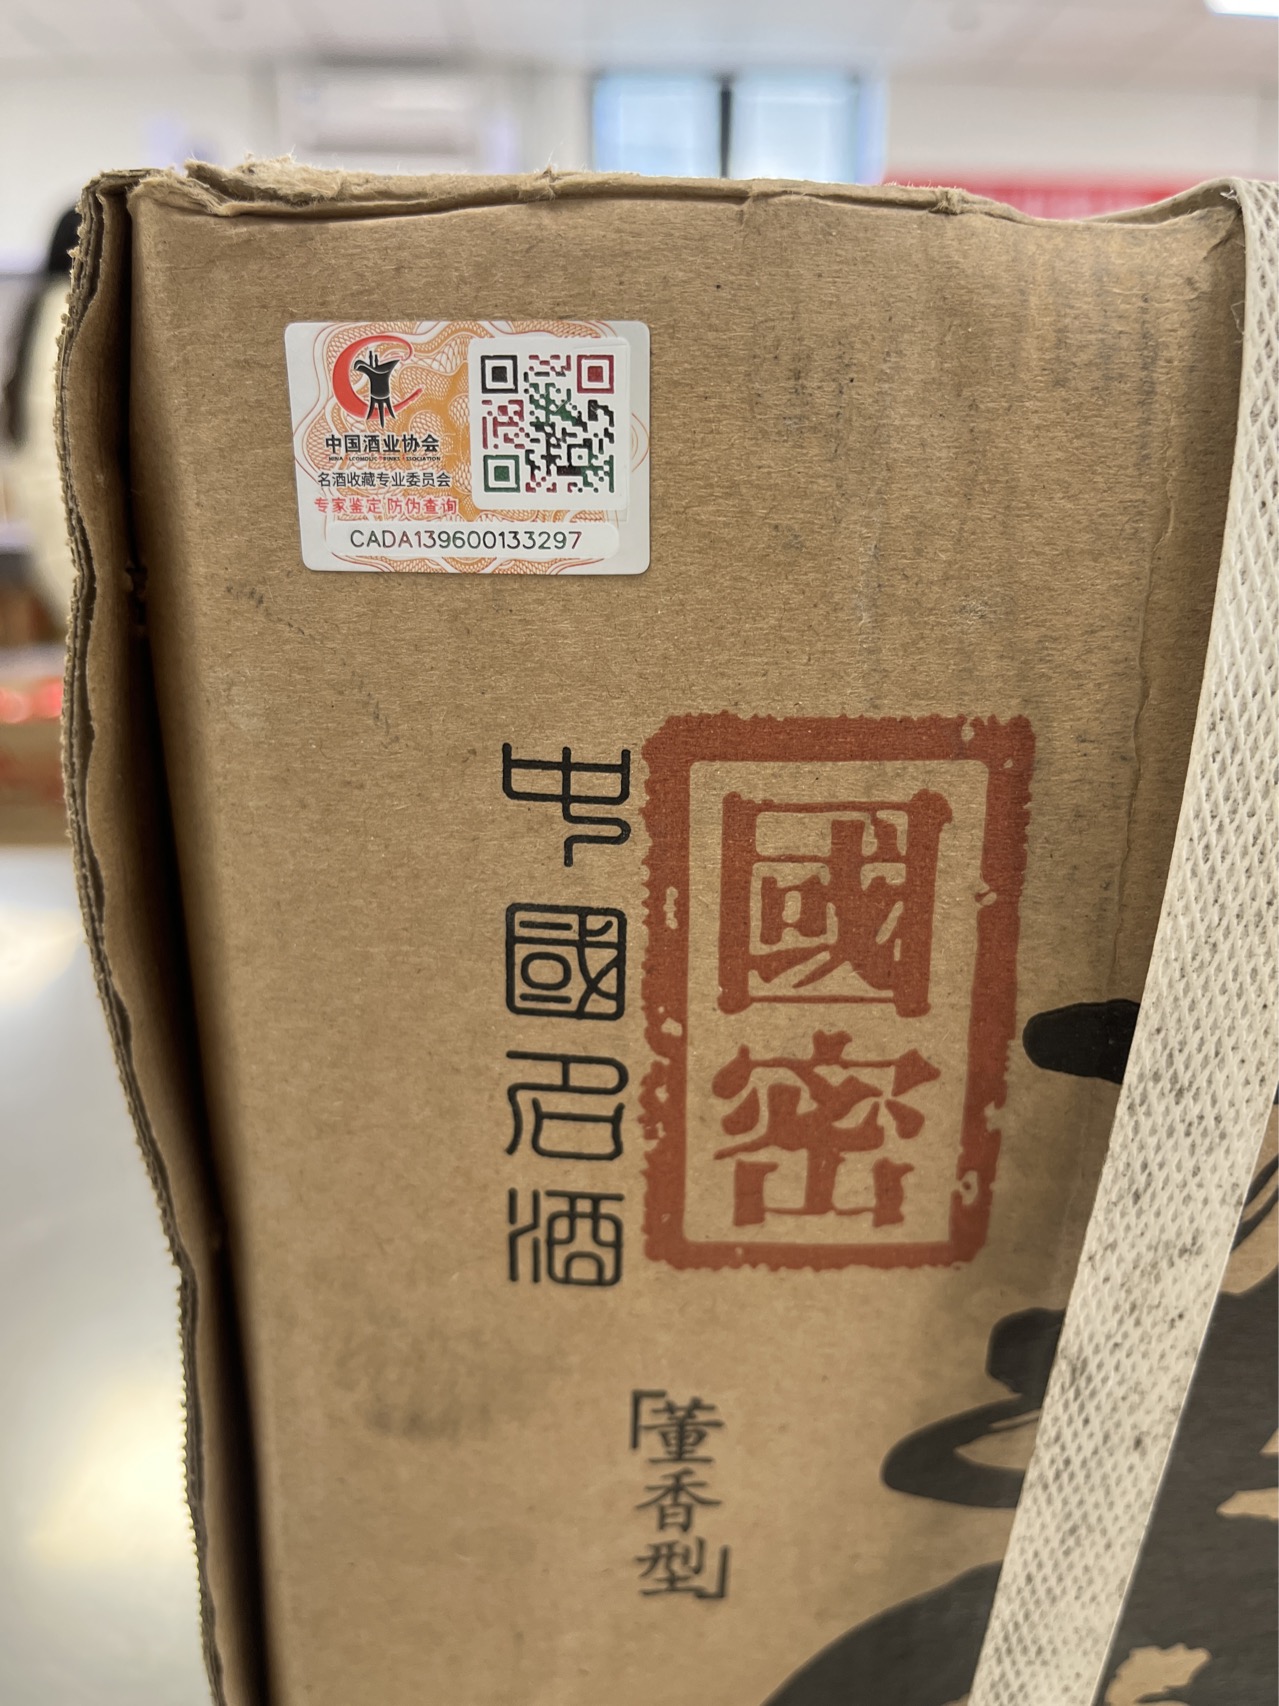 中国酒业协会
名酒收藏专业委员会
专家鉴定 防伪查询
CADA139600133297
國密
中國名酒
「董香型」